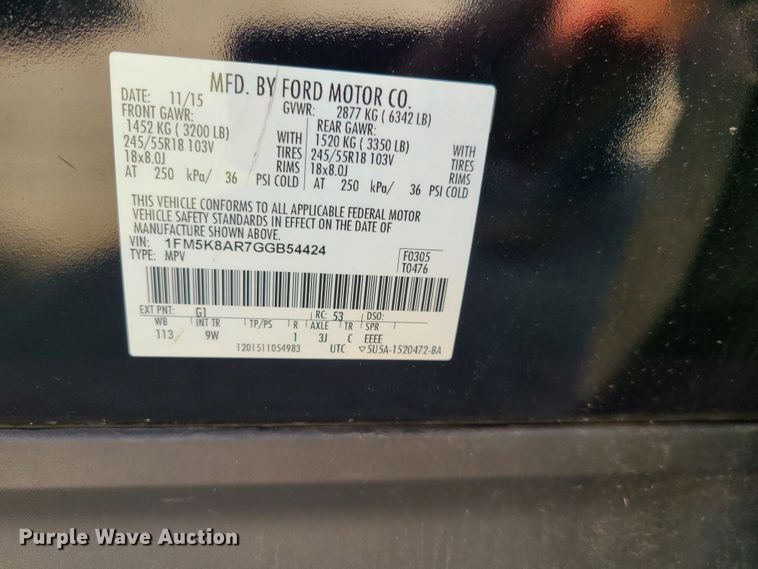 MFD. BY FORD MOTOR CO.
DATE: 11/15 GVWR: 2877 KG ( 6342 LB)
FRONT GAWR: REAR GAWR:
1452 KG ( 3200 LB) WITH 1520 KG ( 3350 LB) WITH
245/55R18 103V TIRES 245/55R18 103V TIRES
18x8.0J RIMS 18x8.0J RIMS
AT 250 kPa/ 36 PSI COLD AT 250 kPa/ 36 PSI COLD
THIS VEHICLE CONFORMS TO ALL APPLICABLE FEDERAL MOTOR
VEHICLE SAFETY STANDARDS IN EFFECT ON THE DATE OF
MANUFACTURE SHOWN ABOVE.
VIN: 1FM5K8AR7GGB54424 F0305
TYPE: MPV T0476
EXT PNT: G1 RC: 53 DSO:
WB INT TR TP/PS R AXLE TR SPR
113 9W 1 3J C EEEE
1201511054983 UTC ▽5U5A-1520472-BA
Purple Wave Auction